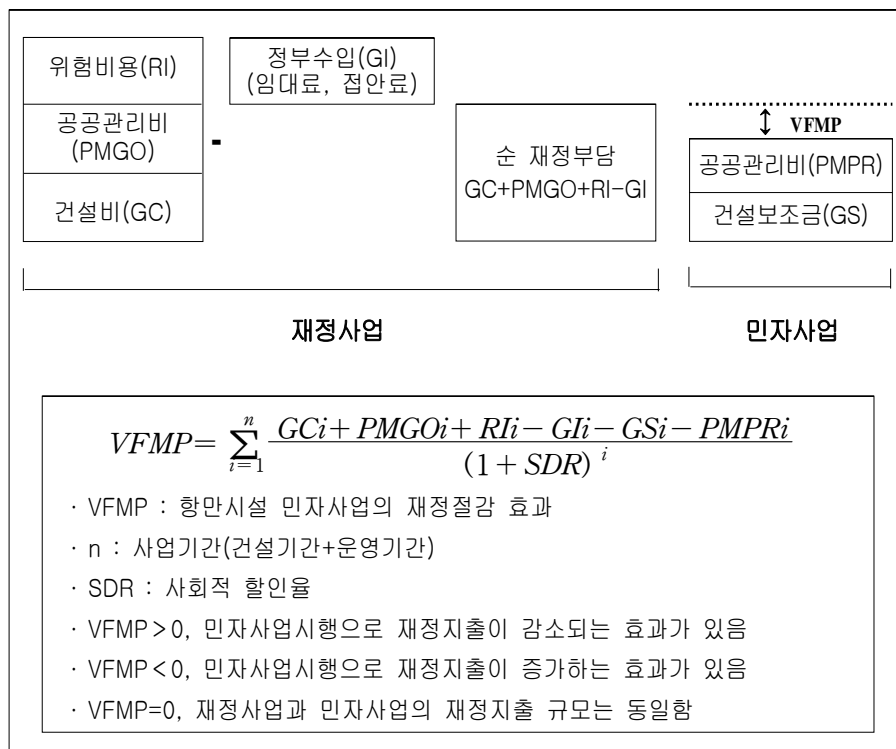 위험비용(RI)
공공관리비
(PMGO)
건설비(GC)
-
정부수입(GI)
(임대료, 접안료)
순 재정부담
GC+PMGO+RI-GI
↕ VFMP
공공관리비(PMPR)
건설보조금(GS)
재정사업
민자사업
VFMP= \sum_{i=1}^{n} \frac{GCi+PMGOi+RIi-GIi-GSi-PMPRi}{(1+SDR)^{i}}
· VFMP : 항만시설 민자사업의 재정절감 효과
· n : 사업기간(건설기간+운영기간)
· SDR : 사회적 할인율
· VFMP>0, 민자사업시행으로 재정지출이 감소되는 효과가 있음
· VFMP<0, 민자사업시행으로 재정지출이 증가하는 효과가 있음
· VFMP=0, 재정사업과 민자사업의 재정지출 규모는 동일함